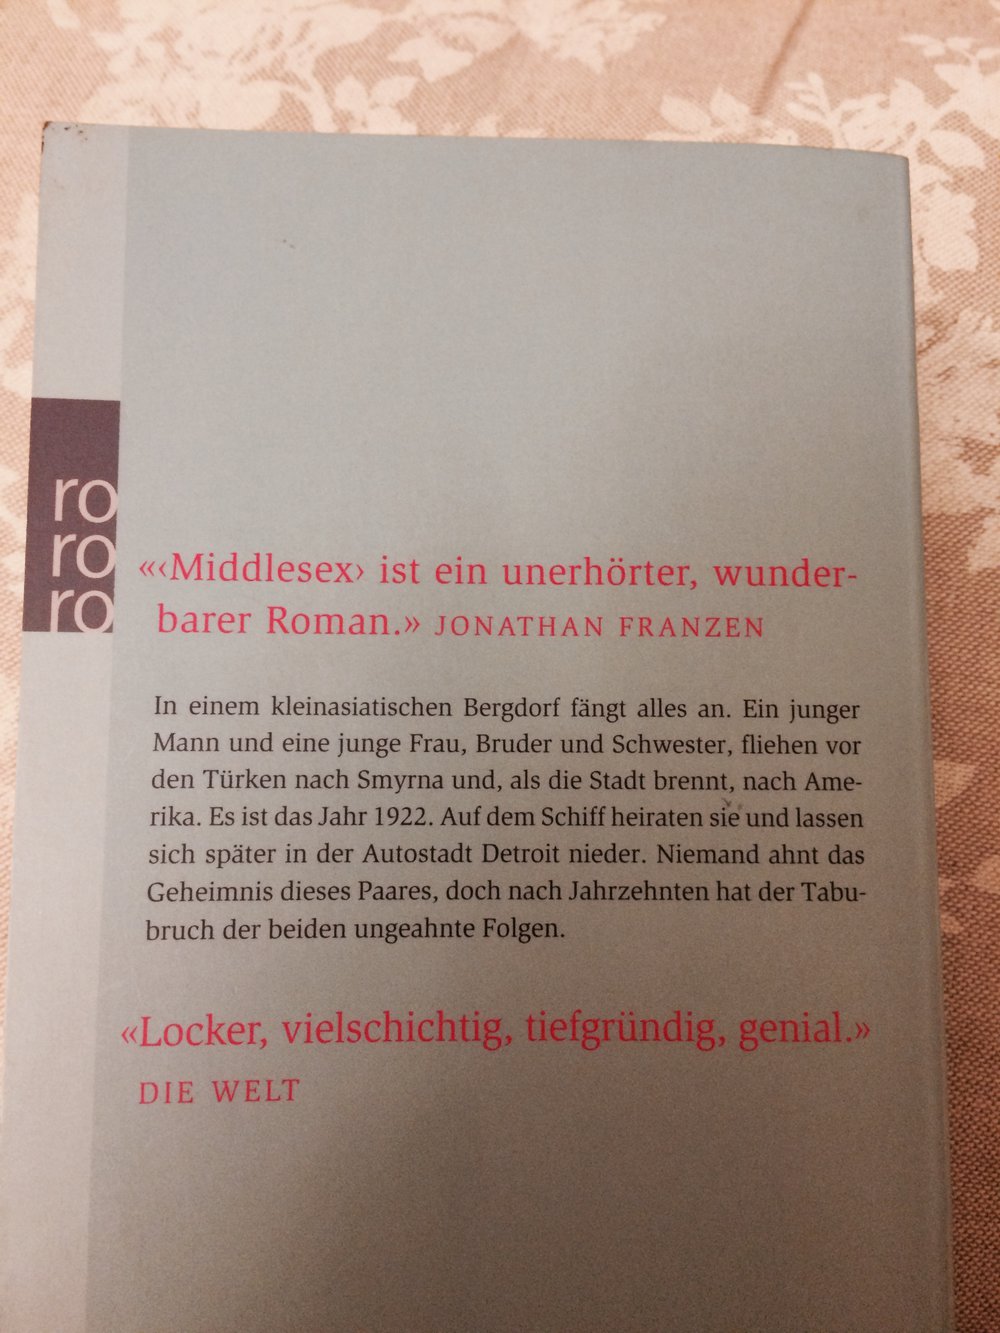 ro
ro
ro
«‹Middlesex› ist ein unerhörter, wunder-
barer Roman.» JONATHAN FRANZEN
In einem kleinasiatischen Bergdorf fängt alles an. Ein junger
Mann und eine junge Frau, Bruder und Schwester, fliehen vor
den Türken nach Smyrna und, als die Stadt brennt, nach Ame-
rika. Es ist das Jahr 1922. Auf dem Schiff heiraten sie und lassen
sich später in der Autostadt Detroit nieder. Niemand ahnt das
Geheimnis dieses Paares, doch nach Jahrzehnten hat der Tabu-
bruch der beiden ungeahnte Folgen.
«Locker, vielschichtig, tiefgründig, genial.»
DIE WELT